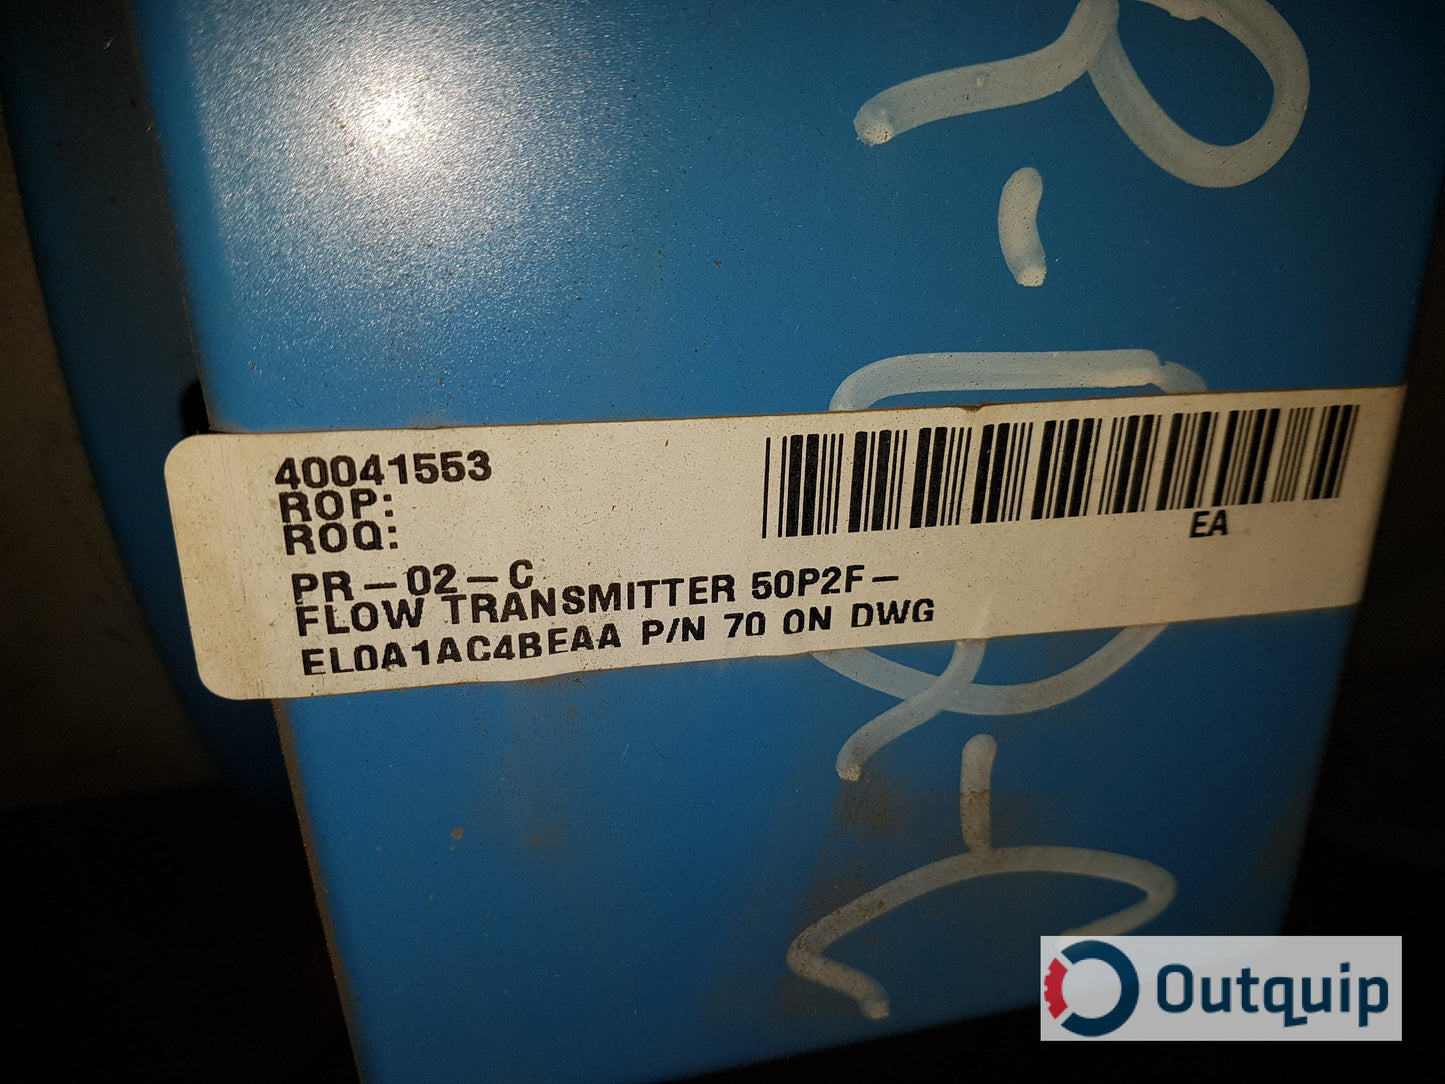 40041553
ROP:
ROQ:
EA
PR-02-C
FLOW TRANSMITTER 50P2F-
EL0A1AC4BEAA P/N 70 ON DWG
Outquip